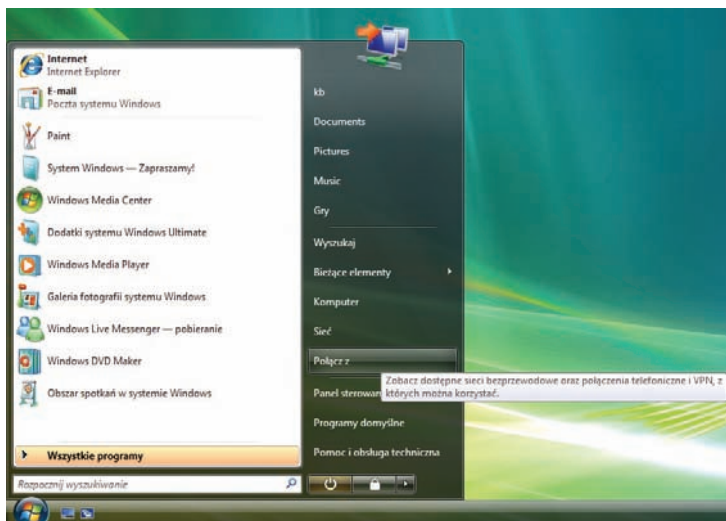 Internet
Internet Explorer
E-mail
Poczta systemu Windows
Paint
System Windows — Zapraszamy!
Windows Media Center
Dodatki systemu Windows Ultimate
Windows Media Player
Galeria fotografii systemu Windows
Windows Live Messenger — pobieranie
Windows DVD Maker
Obszar spotkań w systemie Windows
Wszystkie programy
Rozpocznij wyszukiwanie
kb
Documents
Pictures
Music
Gry
Wyszukaj
Bieżące elementy
Komputer
Sieć
Połącz z
Zobacz dostępne sieci bezprzewodowe oraz połączenia telefoniczne i VPN, z
których można korzystać.
Panel sterowan
Programy domyślne
Pomoc i obsługa techniczna